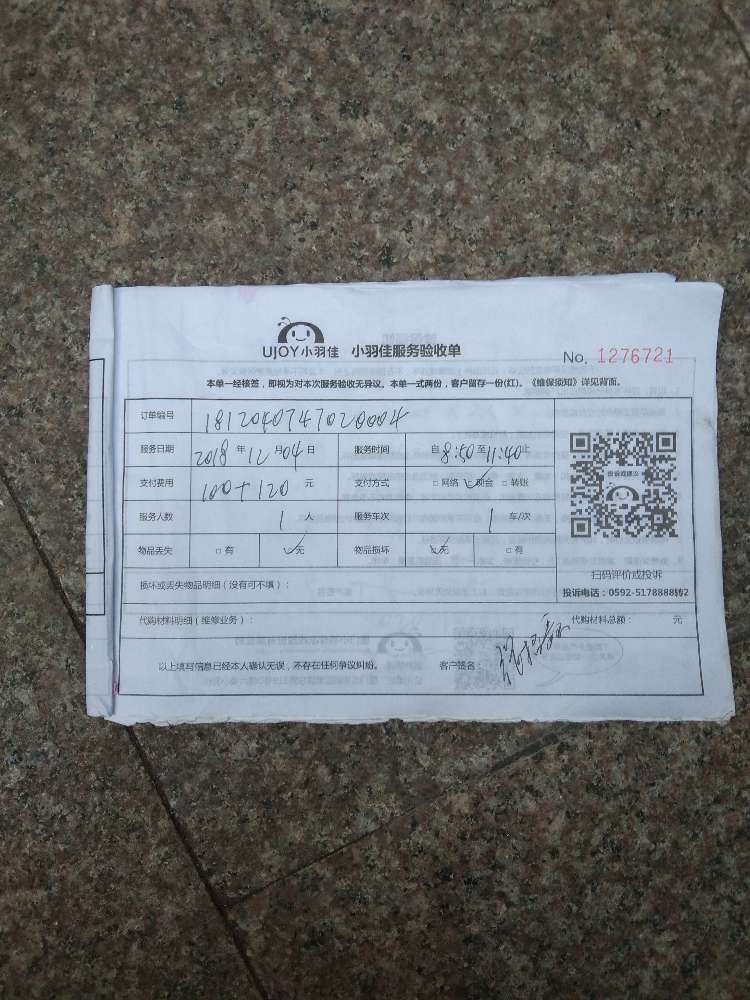 UJOY小羽佳 小羽佳服务验收单 No. 1276721
本单一经核签，即视为对本次服务验收无异议。本单一式两份，客户留存一份(红)。《维保须知》详见背面。
订单编号 1812040747020004
服务日期 2018 年 12 月 04 日 服务时间 自 8:50 至 11:40 止
支付费用 100+120 元 支付方式 □ 网络 ✓ 现金 □ 转账
服务人数 1 人 服务车次 1 车/次
物品丢失 □ 有 ✓无 物品损坏 ✓无 □ 有
投诉或建议
扫码评价或投诉
投诉电话：0592-5178888转2
损坏或丢失物品明细（没有可不填）：
代购材料明细（维修业务）： 代购材料总额： 元
以上填写信息已经本人确认无误，不存在任何争议纠纷。 客户签名：